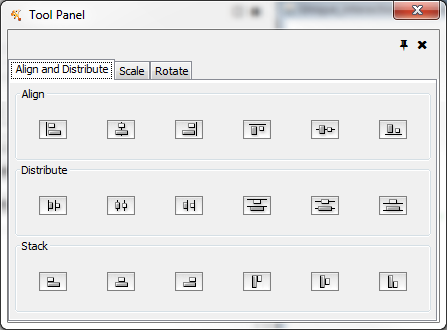 Tool Panel
Align and Distribute Scale Rotate
Align
Distribute
Stack